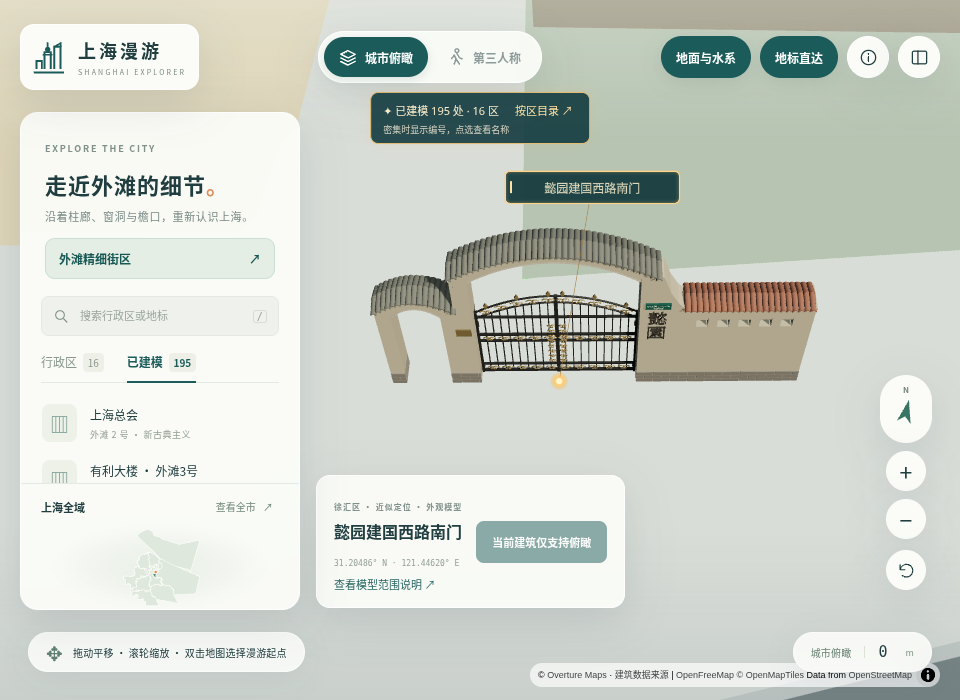 上海漫游
SHANGHAI EXPLORER
城市俯瞰
第三人称
地面与水系
地标直达
✦ 已建模 195 处 · 16 区 按区目录 ↗
密集时显示编号，点选查看名称
EXPLORE THE CITY
走近外滩的细节。
沿着柱廊、窗洞与檐口，重新认识上海。
外滩精细街区 ↗
搜索行政区或地标 /
行政区 16 已建模 195
上海总会
外滩 2 号 • 新古典主义
有利大楼 • 外滩3号
上海全域 查看全市 ↗
懿园建国西路南门
懿園
N
徐汇区 • 近似定位 • 外观模型
懿园建国西路南门
当前建筑仅支持俯瞰
31.20486° N · 121.44620° E
查看模型范围说明 ↗
拖动平移 • 滚轮缩放 • 双击地图选择漫游起点
城市俯瞰 0 m
© Overture Maps · 建筑数据来源 | OpenFreeMap © OpenMapTiles Data from OpenStreetMap